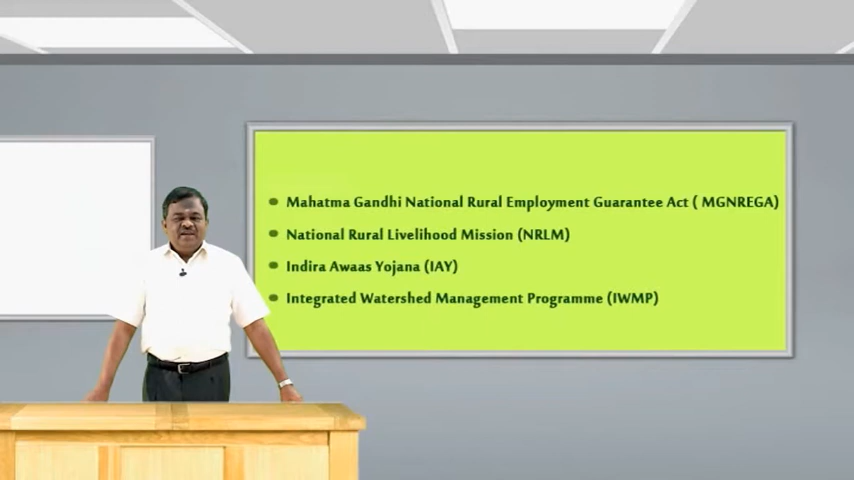 Mahatma Gandhi National Rural Employment Guarantee Act ( MGNREGA)
National Rural Livelihood Mission (NRLM)
Indira Awaas Yojana (IAY)
Integrated Watershed Management Programme (IWMP)